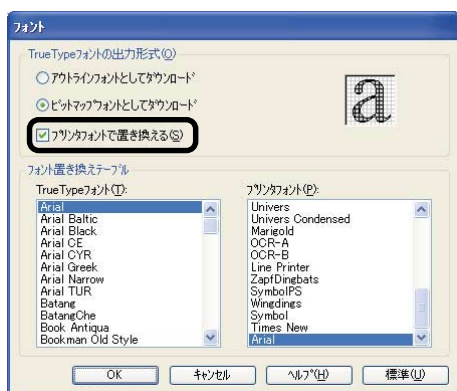 フォント
TrueTypeフォントの出力形式(O)
アウトラインフォントとしてダウンロード
ビットマップフォントとしてダウンロード
プリンタフォントで置き換える(S)
a
フォント置き換えテーブル
TrueTypeフォント(T):
Arial
Arial Baltic
Arial Black
Arial CE
Arial CYR
Arial Greek
Arial Narrow
Arial TUR
Batang
BatangChe
Book Antiqua
Bookman Old Style
プリンタフォント(P):
Univers
Univers Condensed
Marigold
OCR-A
OCR-B
Line Printer
ZapfDingbats
SymbolPS
Wingdings
Symbol
Times New
Arial
OK
キャンセル
ヘルプ(H)
標準(U)